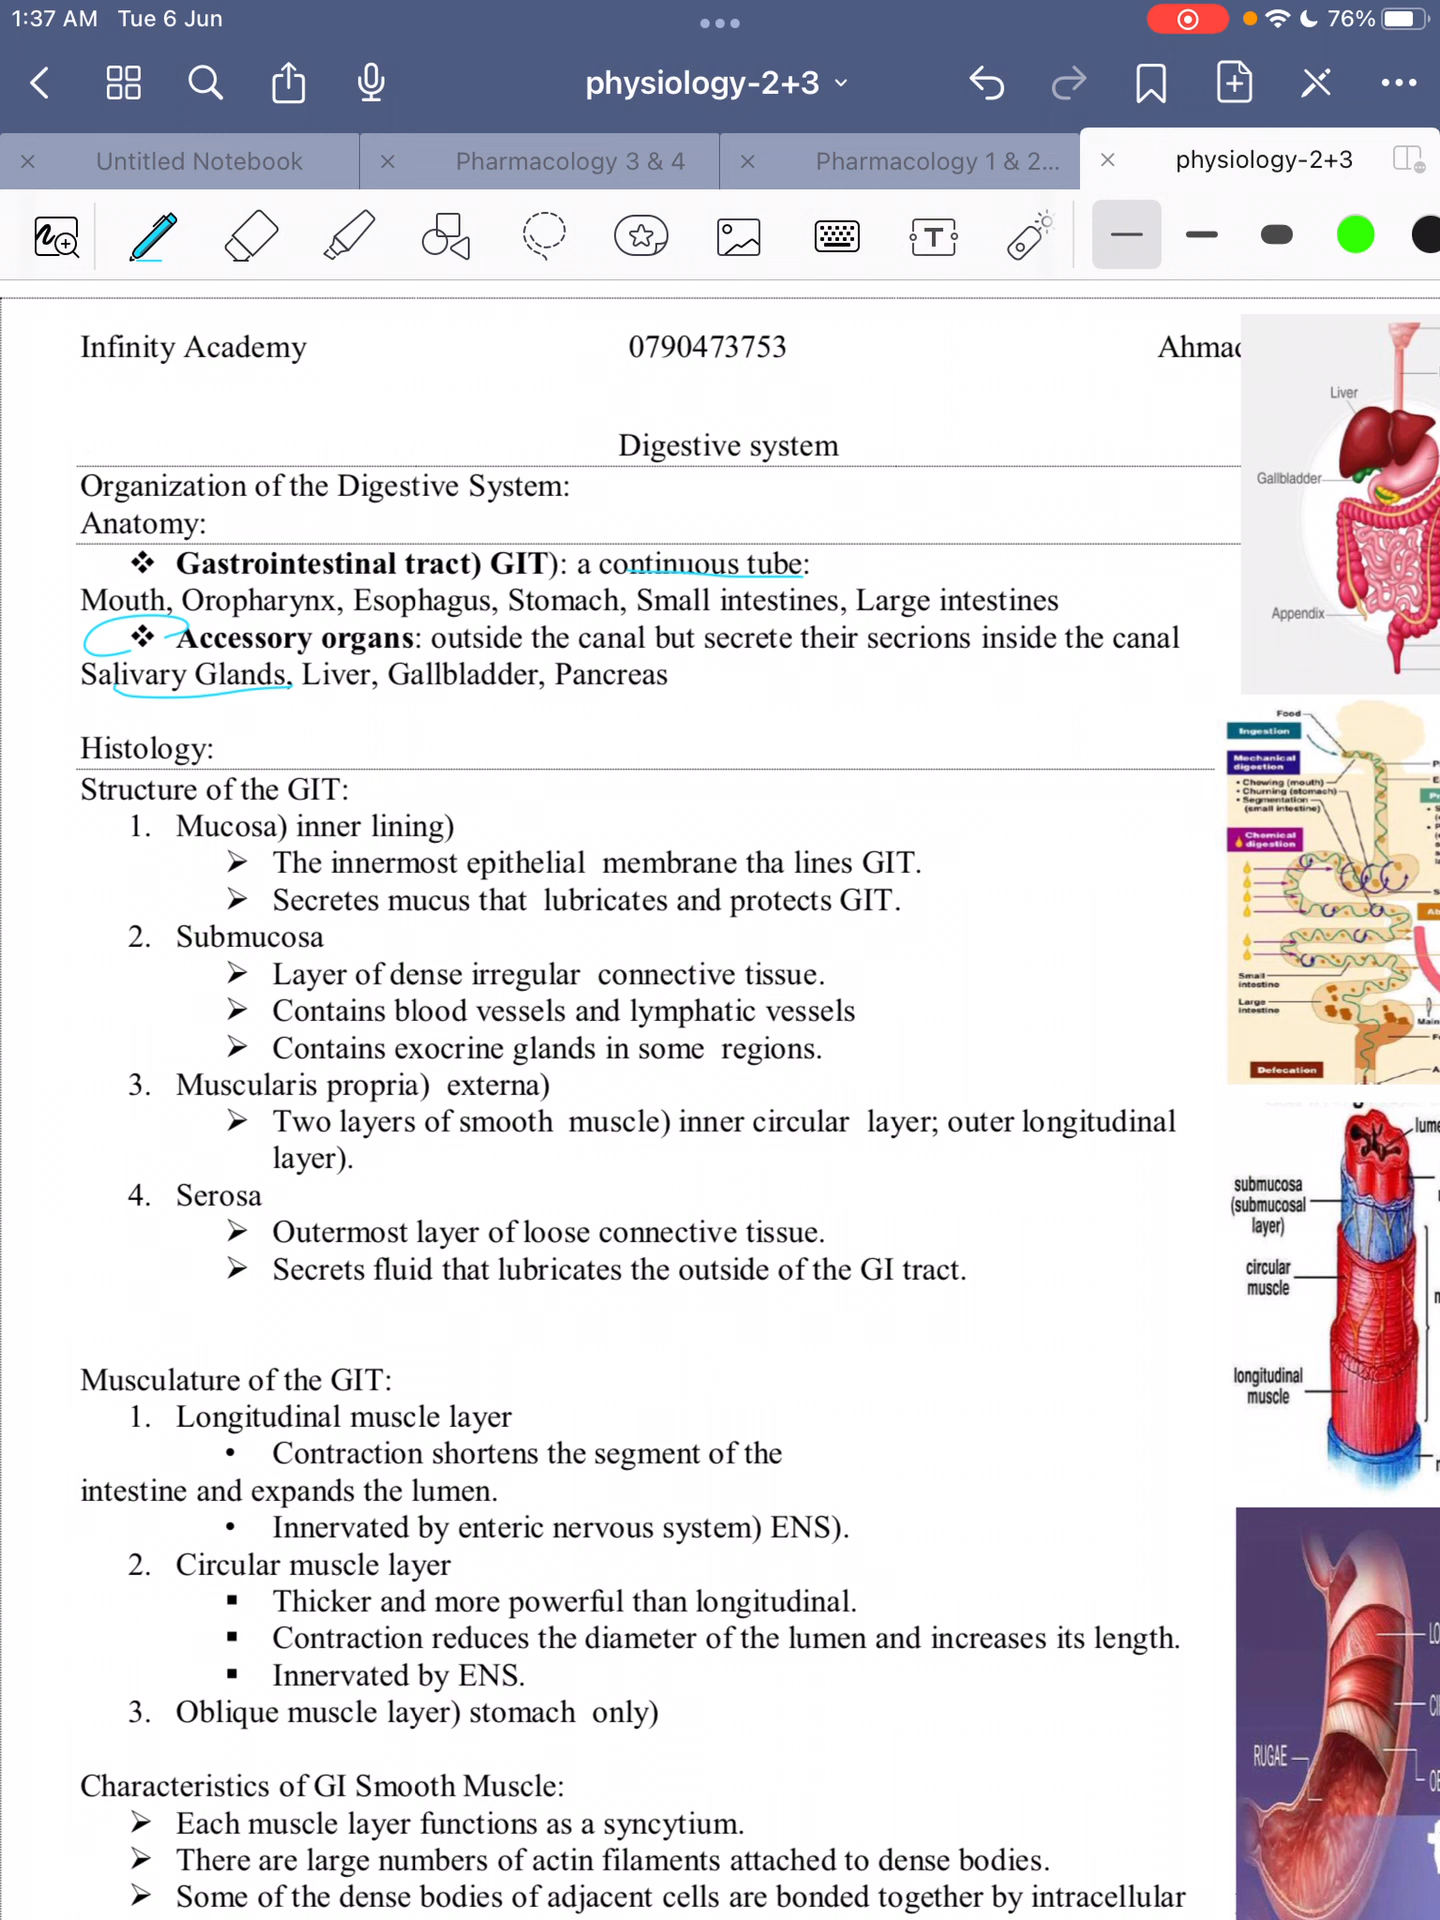 1:37 AM Tue 6 Jun
76%
physiology-2+3
Untitled Notebook
Pharmacology 3 & 4
Pharmacology 1 & 2...
physiology-2+3
T
Infinity Academy 0790473753 Ahmad
Digestive system
Organization of the Digestive System:
Anatomy:
❖ Gastrointestinal tract) GIT): a continuous tube:
Mouth, Oropharynx, Esophagus, Stomach, Small intestines, Large intestines
❖ Accessory organs: outside the canal but secrete their secrions inside the canal
Salivary Glands, Liver, Gallbladder, Pancreas
Histology:
Structure of the GIT:
1. Mucosa) inner lining)
➢ The innermost epithelial membrane tha lines GIT.
➢ Secretes mucus that lubricates and protects GIT.
2. Submucosa
➢ Layer of dense irregular connective tissue.
➢ Contains blood vessels and lymphatic vessels
➢ Contains exocrine glands in some regions.
3. Muscularis propria) externa)
➢ Two layers of smooth muscle) inner circular layer; outer longitudinal
layer).
4. Serosa
➢ Outermost layer of loose connective tissue.
➢ Secrets fluid that lubricates the outside of the GI tract.
Musculature of the GIT:
1. Longitudinal muscle layer
• Contraction shortens the segment of the
intestine and expands the lumen.
• Innervated by enteric nervous system) ENS).
2. Circular muscle layer
▪ Thicker and more powerful than longitudinal.
▪ Contraction reduces the diameter of the lumen and increases its length.
▪ Innervated by ENS.
3. Oblique muscle layer) stomach only)
Characteristics of GI Smooth Muscle:
➢ Each muscle layer functions as a syncytium.
➢ There are large numbers of actin filaments attached to dense bodies.
➢ Some of the dense bodies of adjacent cells are bonded together by intracellular
Liver
Gallbladder
Appendix
Food
Ingestion
Mechanical
digestion
• Chewing (mouth)
• Churning (stomach)
• Segmentation
(small intestine)
Chemical
digestion
Small
intestine
Large
intestine
Defecation
submucosa
(submucosal
layer)
circular
muscle
longitudinal
muscle
RUGAE